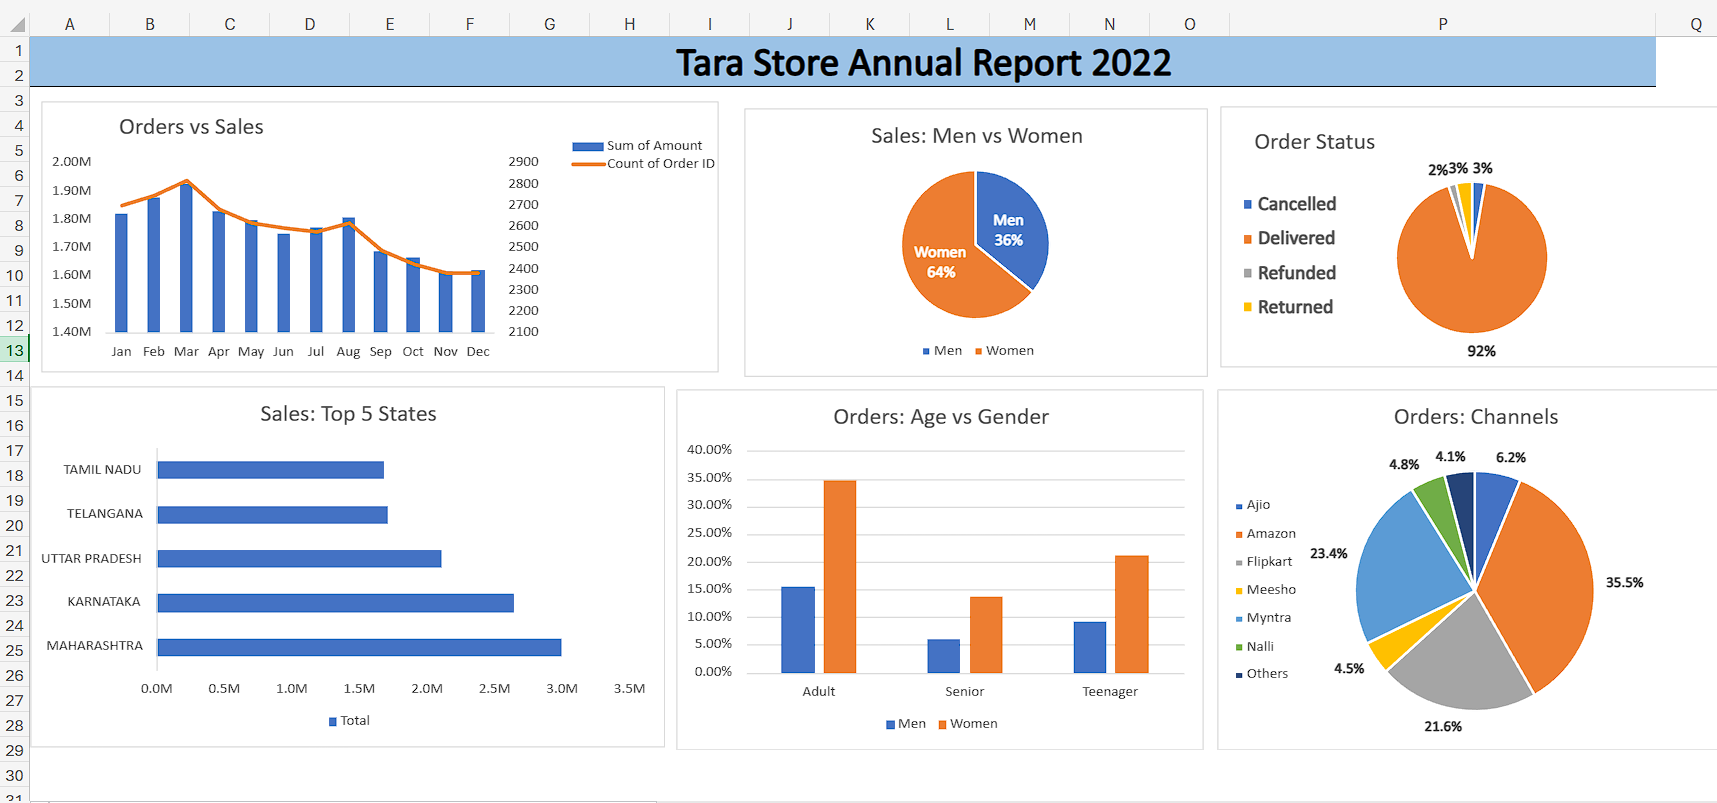 A B C D E F G H I J K L M N O P Q
1
2
3
4
5
6
7
8
9
10
11
12
13
14
15
16
17
18
19
20
21
22
23
24
25
26
27
28
29
30
31
Tara Store Annual Report 2022
Orders vs Sales
Sum of Amount
Count of Order ID
2.00M
1.90M
1.80M
1.70M
1.60M
1.50M
1.40M
2900
2800
2700
2600
2500
2400
2300
2200
2100
Jan Feb Mar Apr May Jun Jul Aug Sep Oct Nov Dec
Sales: Men vs Women
Men
36%
Women
64%
Men Women
Order Status
2% 3% 3%
Cancelled
Delivered
Refunded
Returned
92%
Sales: Top 5 States
TAMIL NADU
TELANGANA
UTTAR PRADESH
KARNATAKA
MAHARASHTRA
0.0M 0.5M 1.0M 1.5M 2.0M 2.5M 3.0M 3.5M
Total
Orders: Age vs Gender
40.00%
35.00%
30.00%
25.00%
20.00%
15.00%
10.00%
5.00%
0.00%
Adult Senior Teenager
Men Women
Orders: Channels
4.8% 4.1% 6.2%
Ajio
Amazon
Flipkart
Meesho
Myntra
Nalli
Others
23.4%
35.5%
4.5%
21.6%